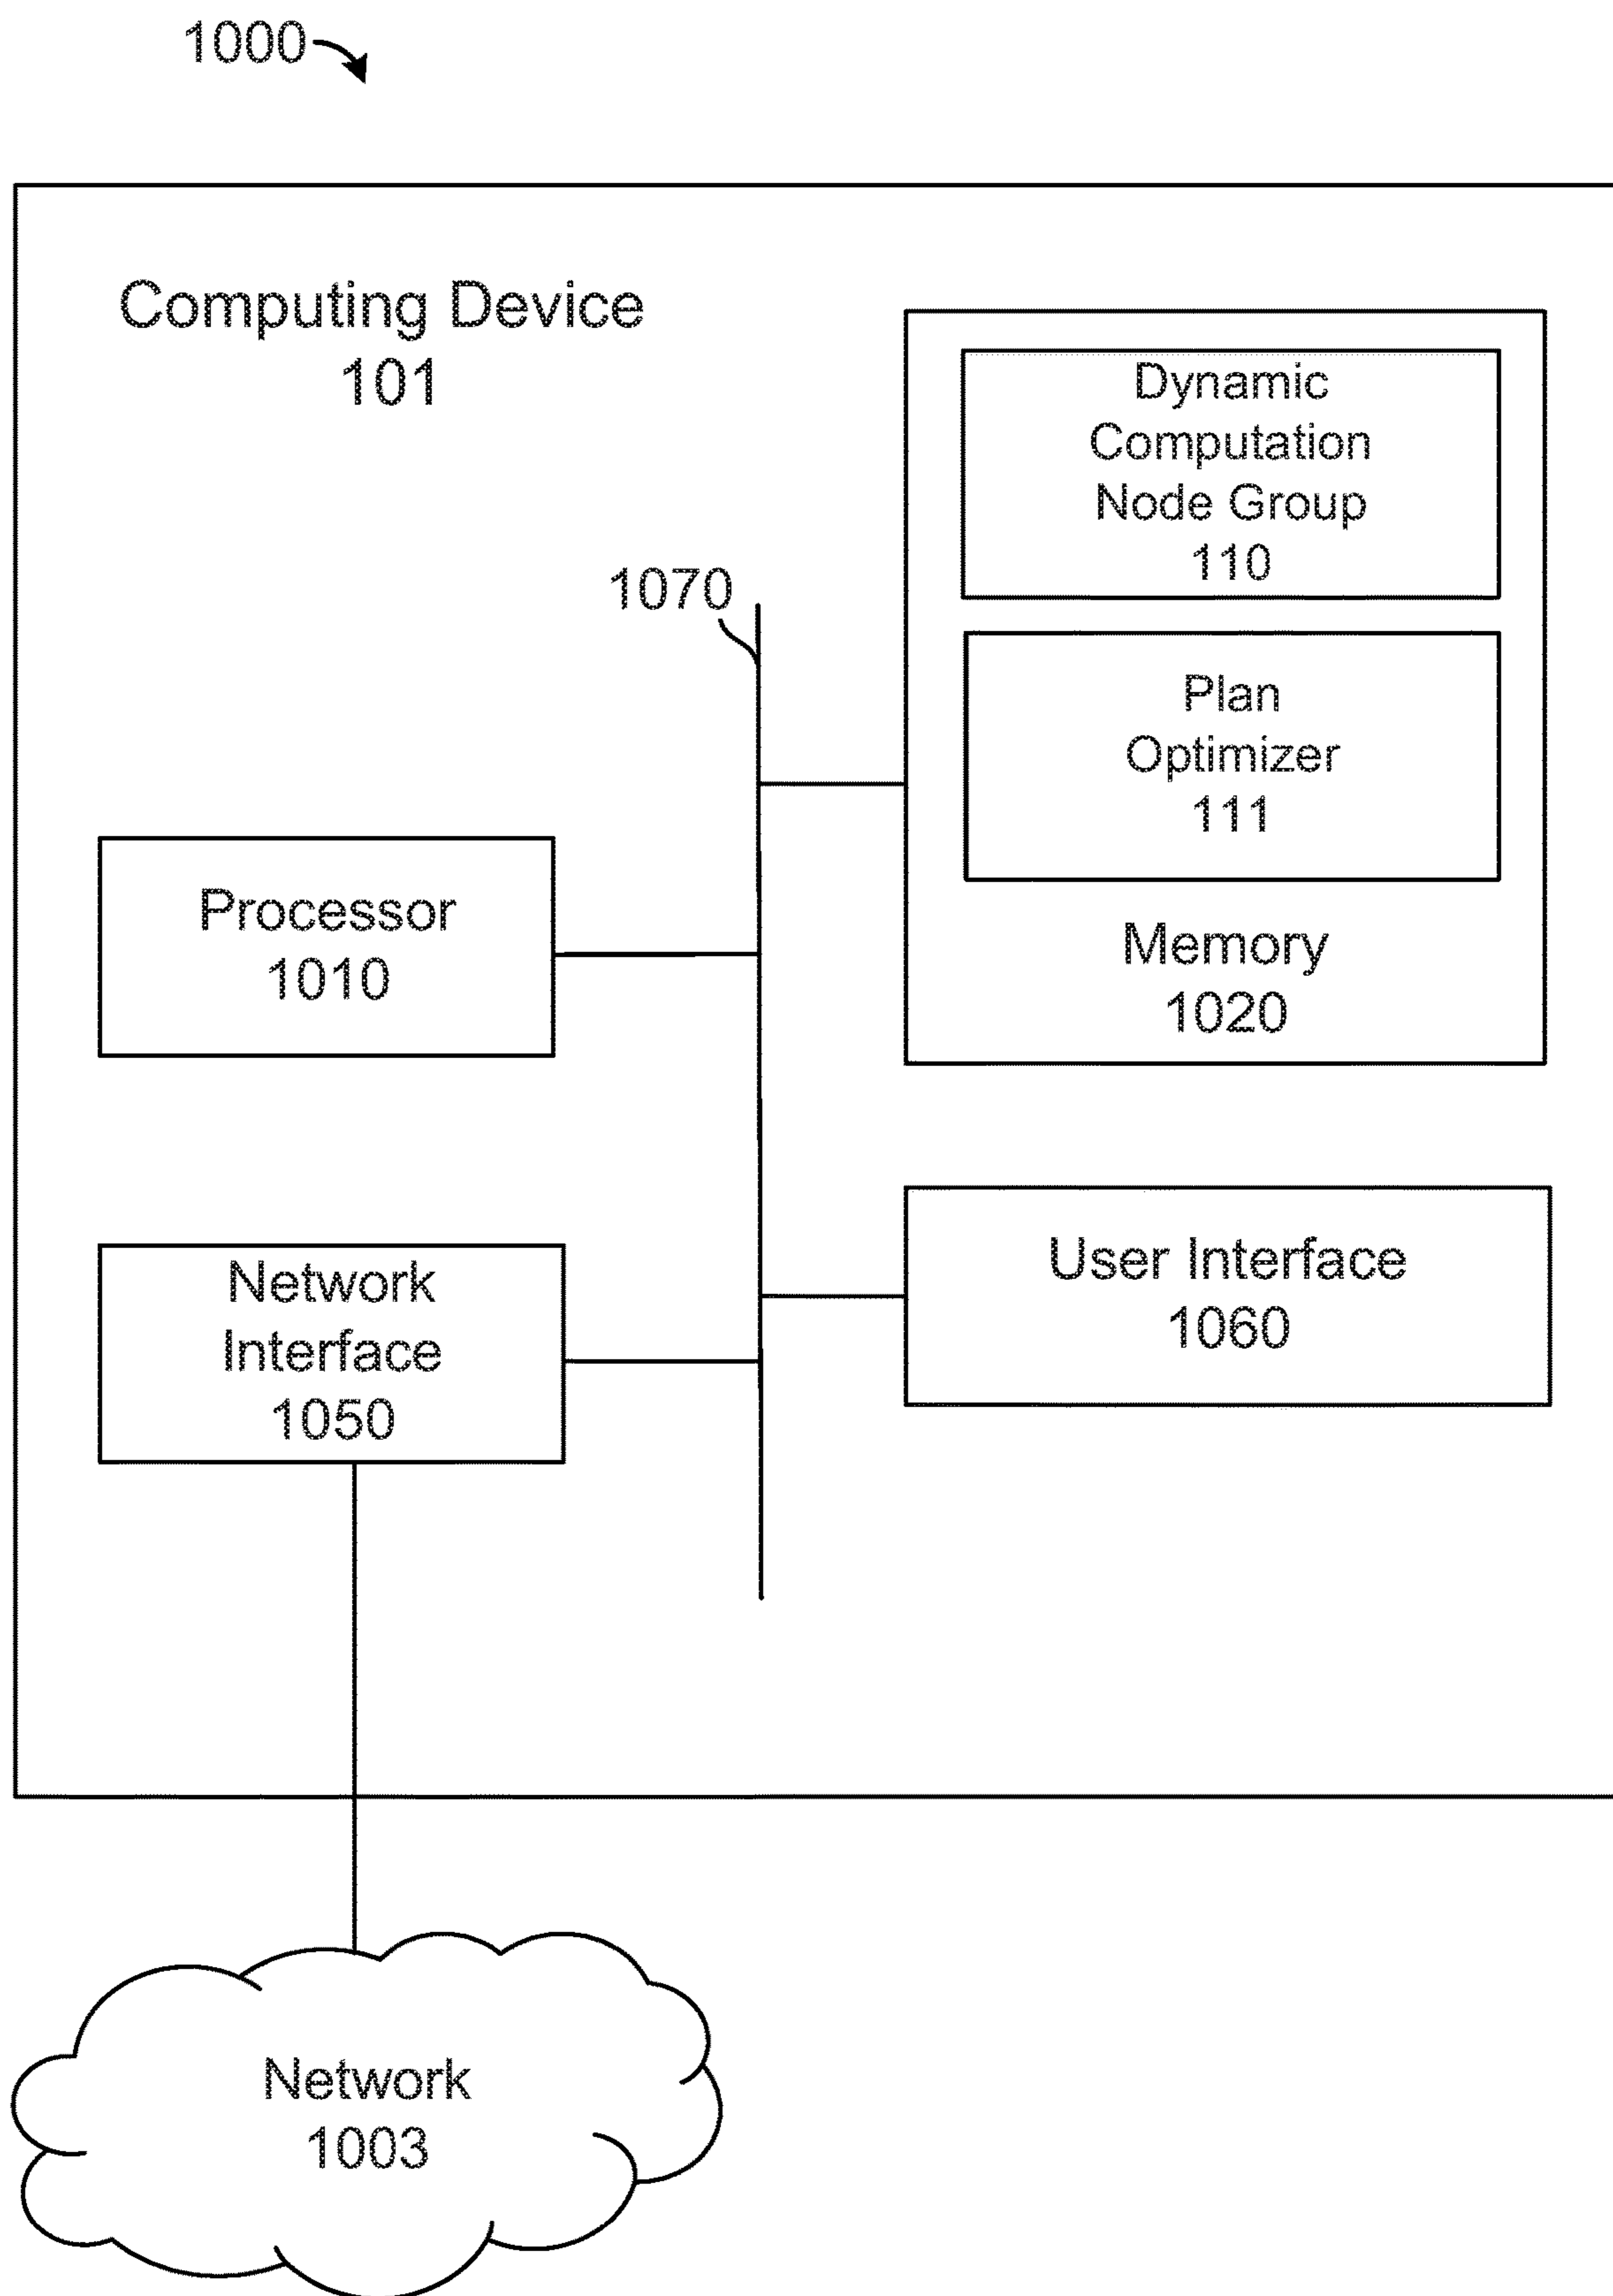 1000
Computing Device
101
Dynamic
Computation
Node Group
110
1070
Plan
Optimizer
111
Processor
1010
Memory
1020
Network
Interface
1050
User Interface
1060
Network
1003